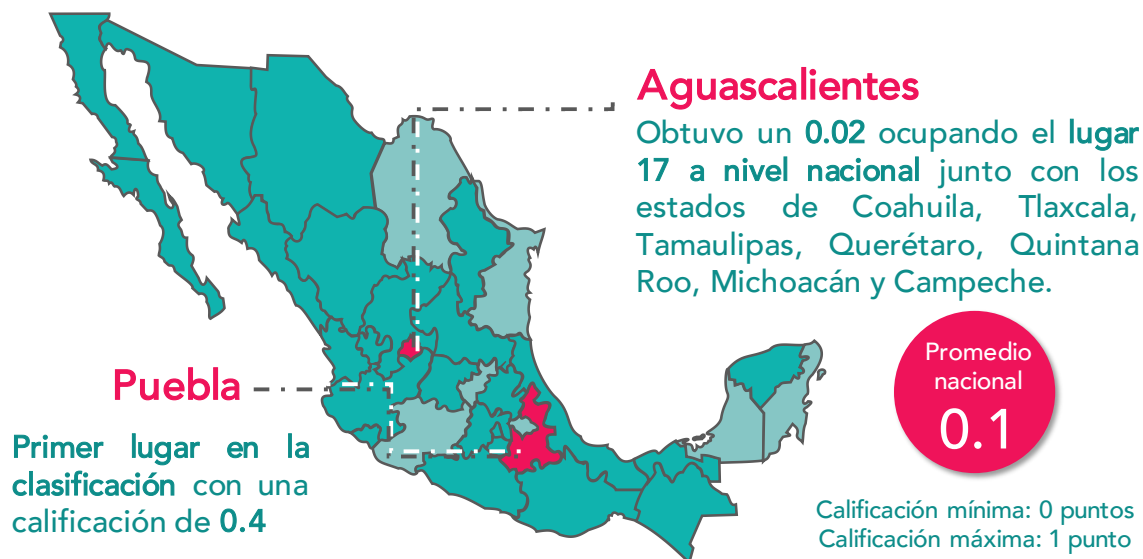 Aguascalientes
Obtuvo un 0.02 ocupando el lugar
17 a nivel nacional junto con los
estados de Coahuila, Tlaxcala,
Tamaulipas, Querétaro, Quintana
Roo, Michoacán y Campeche.
Puebla
Primer lugar en la
clasificación con una
calificación de 0.4
Promedio
nacional
0.1
Calificación mínima: 0 puntos
Calificación máxima: 1 punto